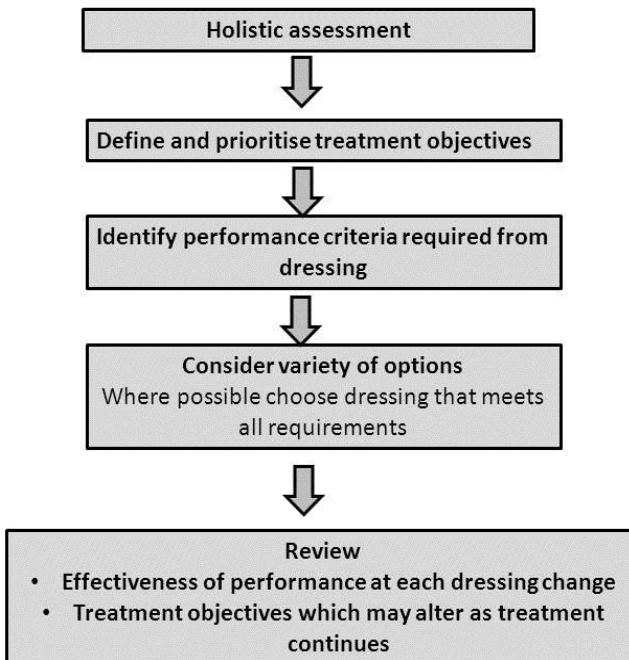 Holistic assessment
Define and prioritise treatment objectives
Identify performance criteria required from
dressing
Consider variety of options
Where possible choose dressing that meets
all requirements
Review
• Effectiveness of performance at each dressing change
• Treatment objectives which may alter as treatment
continues